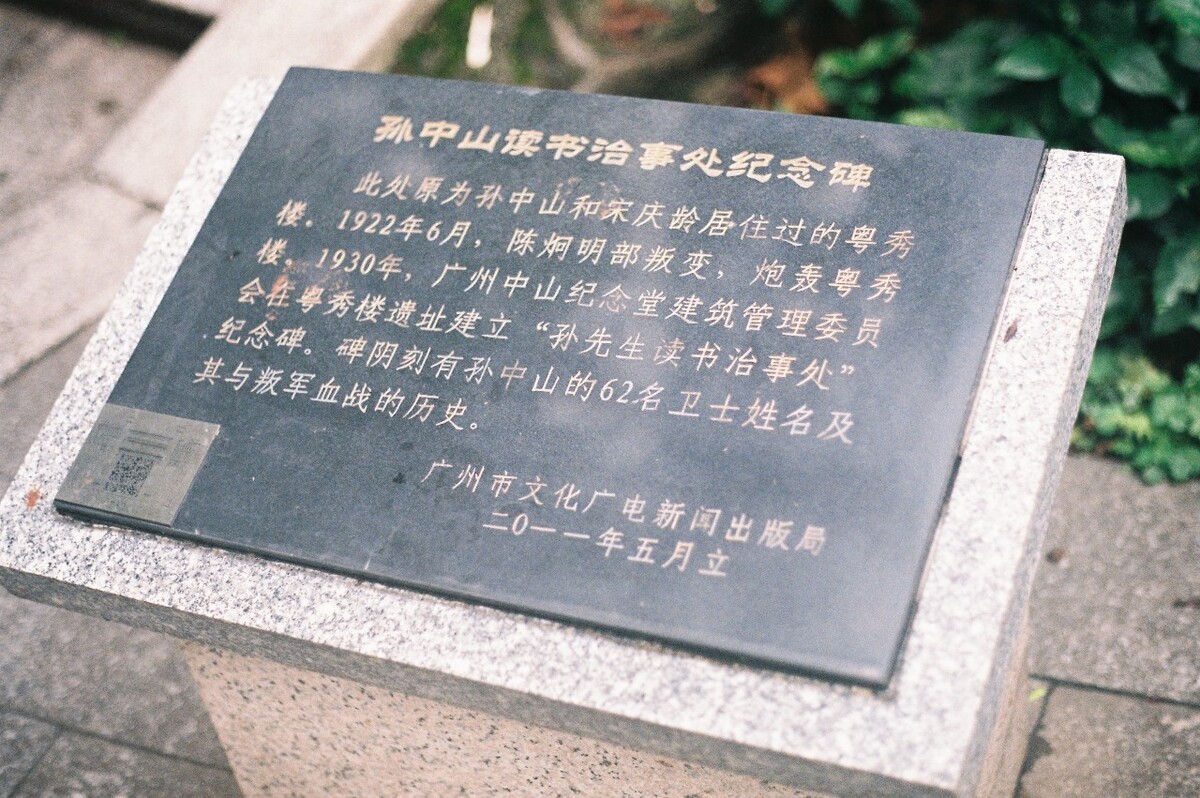 孙中山读书治事处纪念碑
此处原为孙中山和宋庆龄居住过的粤秀
楼。1922年6月，陈炯明部叛变，炮轰粤秀
楼。1930年，广州中山纪念堂建筑管理委员
会在粤秀楼遗址建立“孙先生读书治事处”
纪念碑。碑阴刻有孙中山的62名卫士姓名及
其与叛军血战的历史。
广州市文化广电新闻出版局
二〇一一年五月立